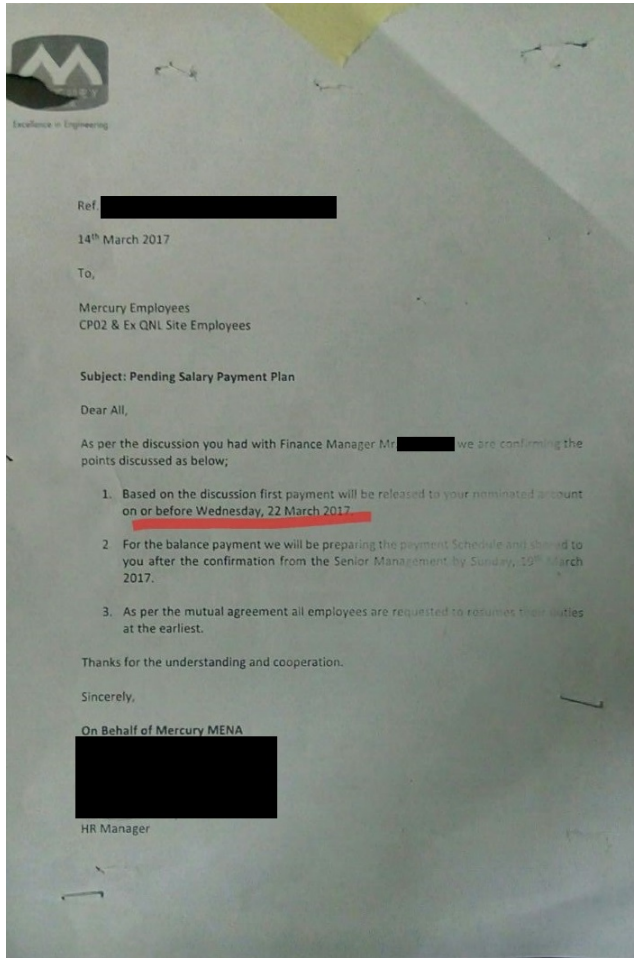 Excellence in Engineering
Ref.
14th March 2017
To,
Mercury Employees
CP02 & Ex QNL Site Employees
Subject: Pending Salary Payment Plan
Dear All,
As per the discussion you had with Finance Manager Mr. we are confirming the
points discussed as below;
1. Based on the discussion first payment will be released to your nominated account
on or before Wednesday, 22 March 2017.
2 For the balance payment we will be preparing the payment Schedule and shared to
you after the confirmation from the Senior Management by Sunday, 19th March
2017.
3. As per the mutual agreement all employees are requested to resumes their duties
at the earliest.
Thanks for the understanding and cooperation.
Sincerely,
On Behalf of Mercury MENA
HR Manager